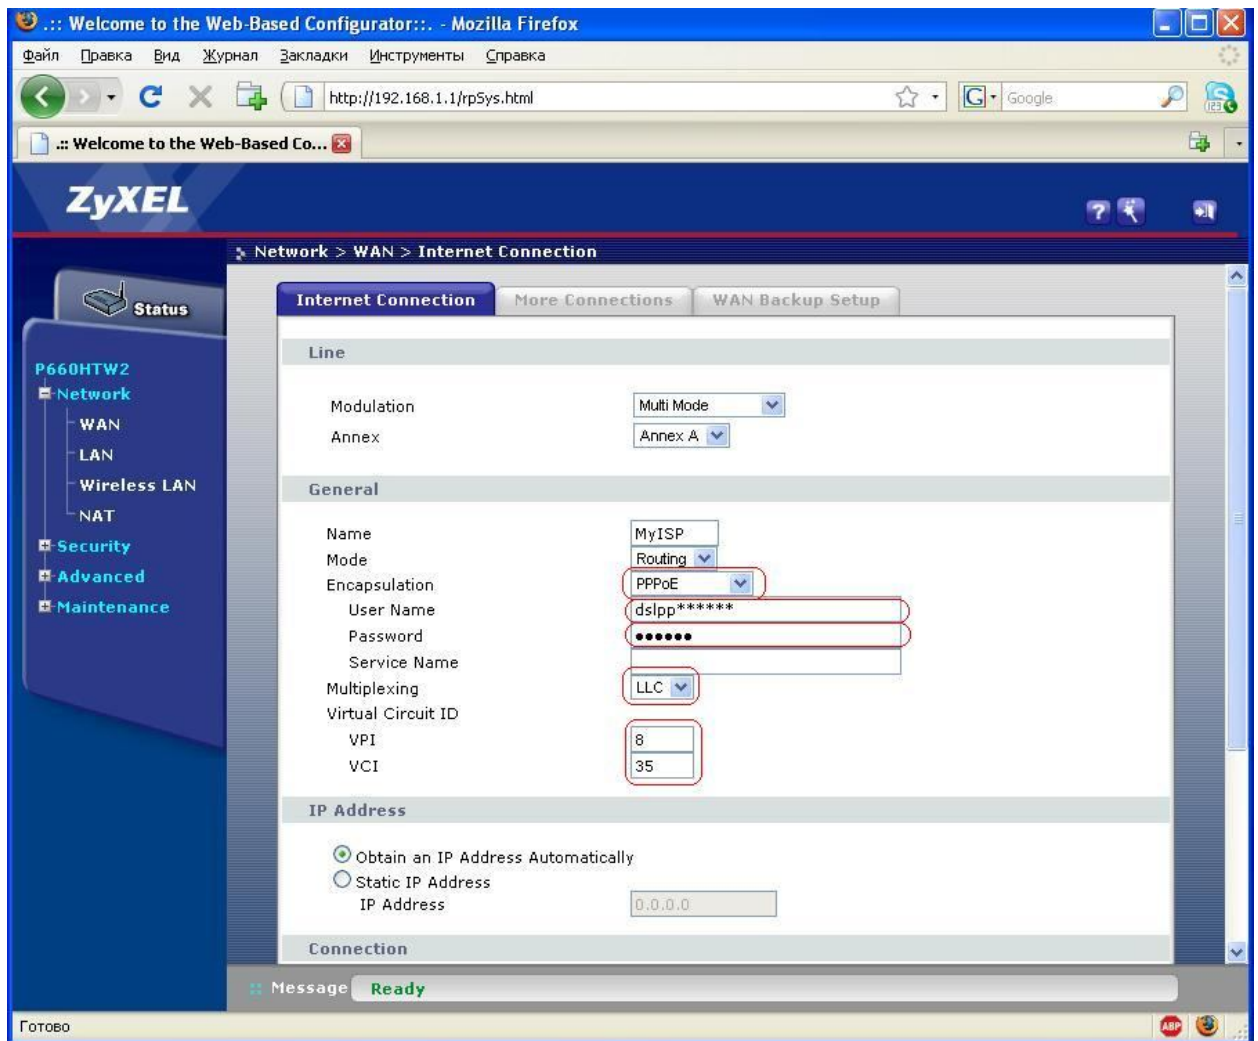 .:: Welcome to the Web-Based Configurator::. - Mozilla Firefox
Файл Правка Вид Журнал Закладки Инструменты Справка
http://192.168.1.1/rpSys.html
G Google
.:: Welcome to the Web-Based Co...
ZyXEL
Network > WAN > Internet Connection
Status
Internet Connection More Connections WAN Backup Setup
Line
P660HTW2
Network
WAN
LAN
Wireless LAN
NAT
Security
Advanced
Maintenance
Modulation Multi Mode
Annex Annex A
General
Name MyISP
Mode Routing
Encapsulation PPPoE
User Name dslpp******
Password ••••••
Service Name
Multiplexing LLC
Virtual Circuit ID
VPI 8
VCI 35
IP Address
Obtain an IP Address Automatically
Static IP Address
IP Address 0.0.0.0
Connection
Message Ready
Готово ABP